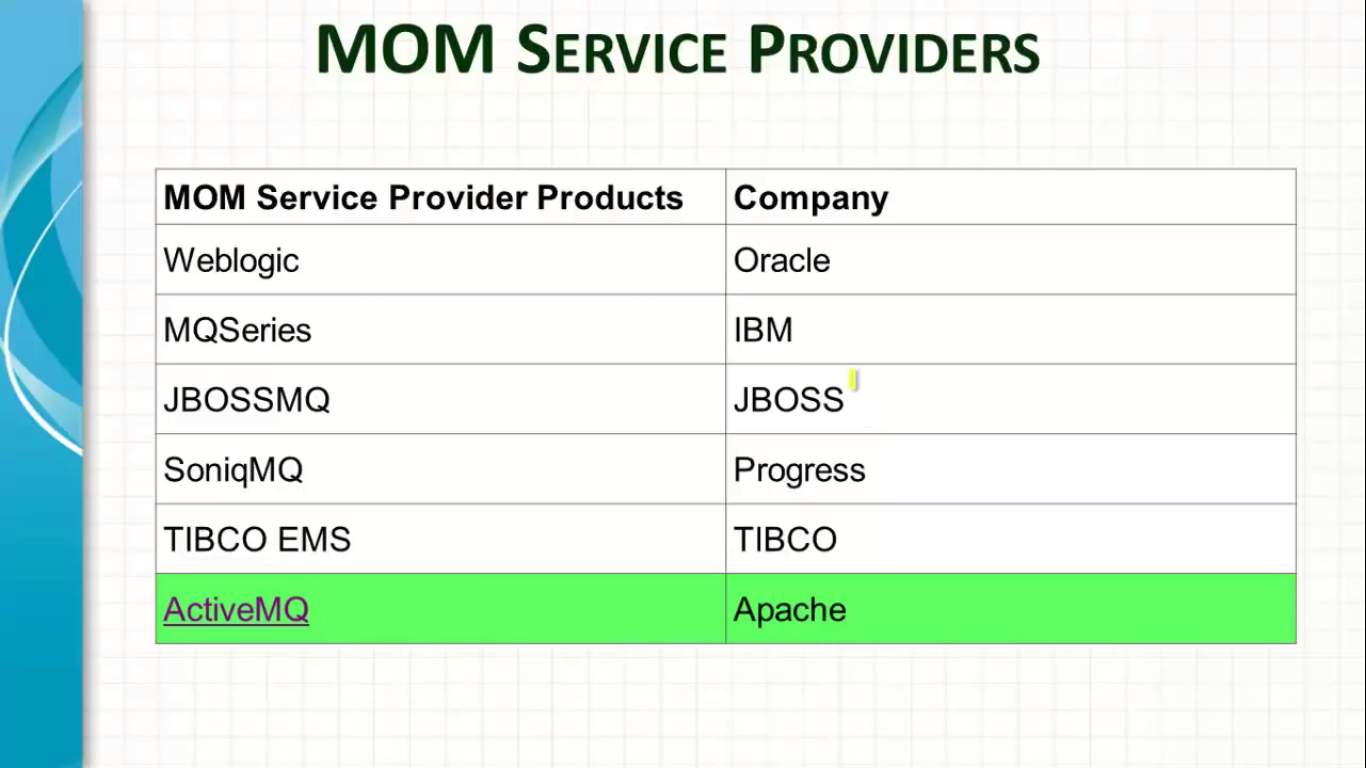 MOM SERVICE PROVIDERS
MOM Service Provider Products Company
Weblogic Oracle
MQSeries IBM
JBOSSMQ JBOSS
SoniqMQ Progress
TIBCO EMS TIBCO
ActiveMQ Apache